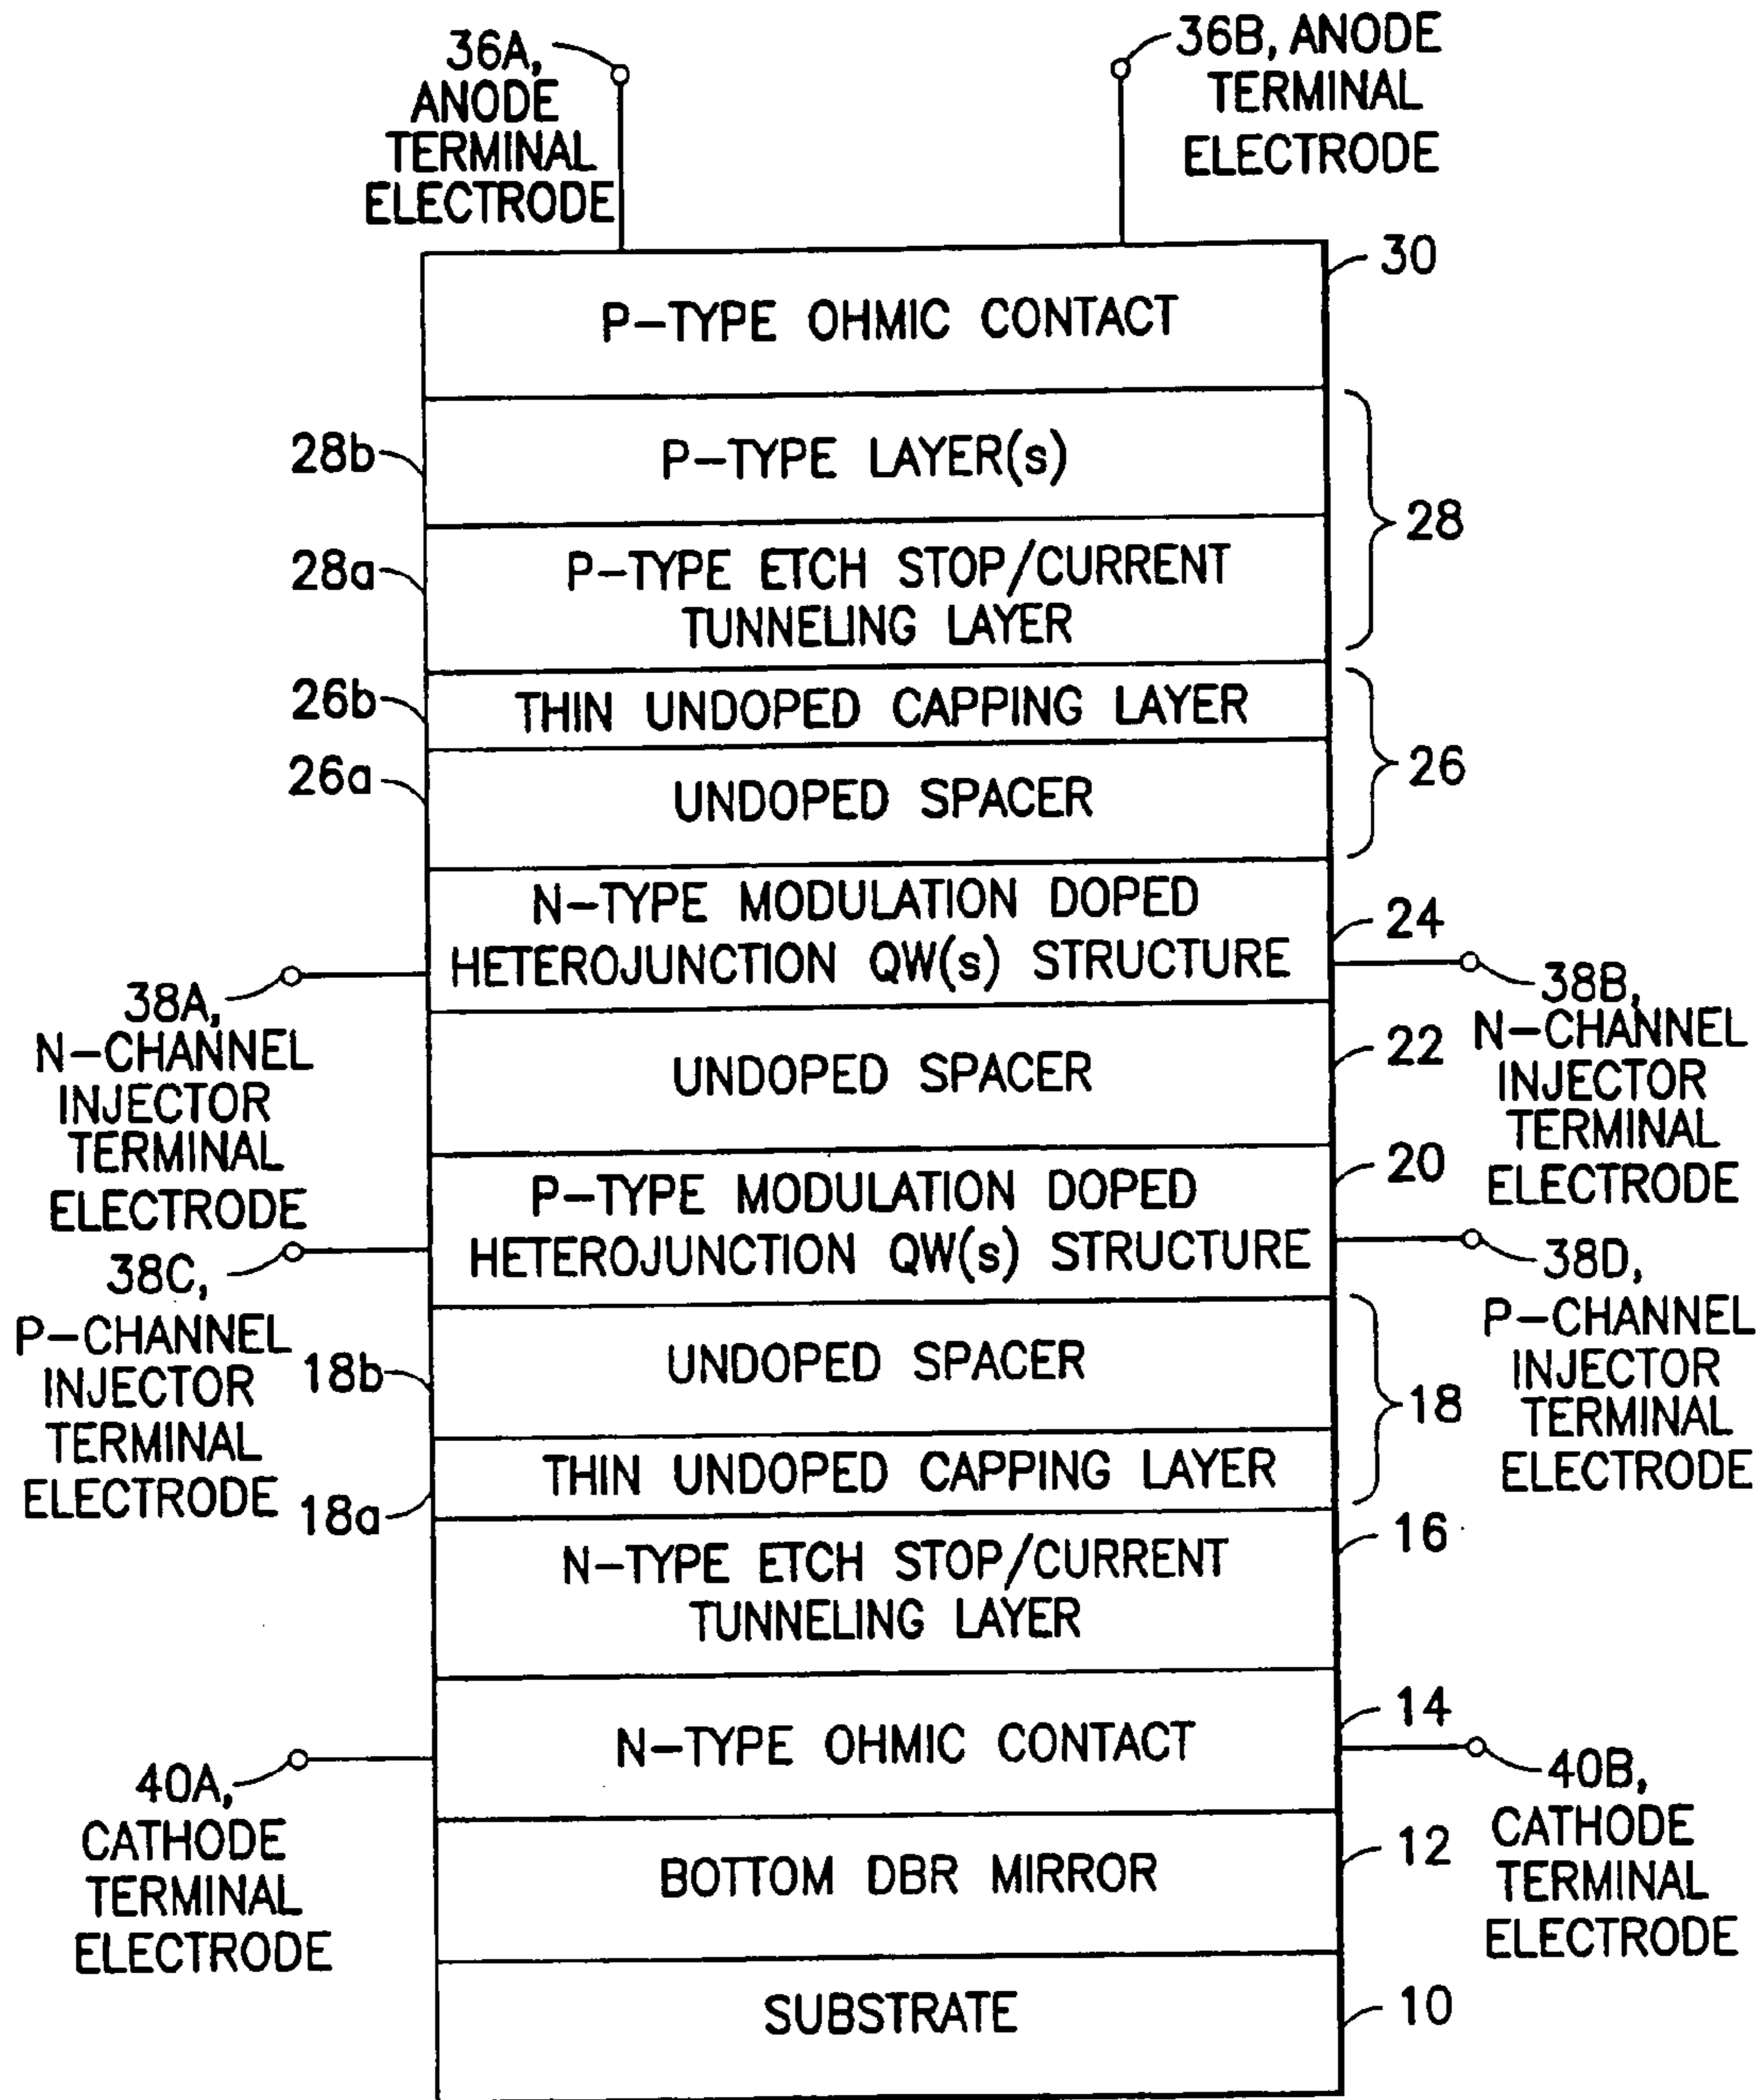 36A,
ANODE
TERMINAL
ELECTRODE
36B, ANODE
TERMINAL
ELECTRODE
30
P-TYPE OHMIC CONTACT
28b
P-TYPE LAYER(s)
28
28a
P-TYPE ETCH STOP/CURRENT
TUNNELING LAYER
26b
THIN UNDOPED CAPPING LAYER
26
26a
UNDOPED SPACER
N-TYPE MODULATION DOPED
HETEROJUNCTION QW(s) STRUCTURE
24
38A,
N-CHANNEL
INJECTOR
TERMINAL
ELECTRODE
38B,
N-CHANNEL
INJECTOR
TERMINAL
ELECTRODE
UNDOPED SPACER
22
P-TYPE MODULATION DOPED
HETEROJUNCTION QW(s) STRUCTURE
20
38C,
P-CHANNEL
INJECTOR
TERMINAL
ELECTRODE
38D,
P-CHANNEL
INJECTOR
TERMINAL
ELECTRODE
18b
UNDOPED SPACER
18
18a
THIN UNDOPED CAPPING LAYER
16
N-TYPE ETCH STOP/CURRENT
TUNNELING LAYER
14
N-TYPE OHMIC CONTACT
40A,
CATHODE
TERMINAL
ELECTRODE
40B,
CATHODE
TERMINAL
ELECTRODE
BOTTOM DBR MIRROR
12
SUBSTRATE
10